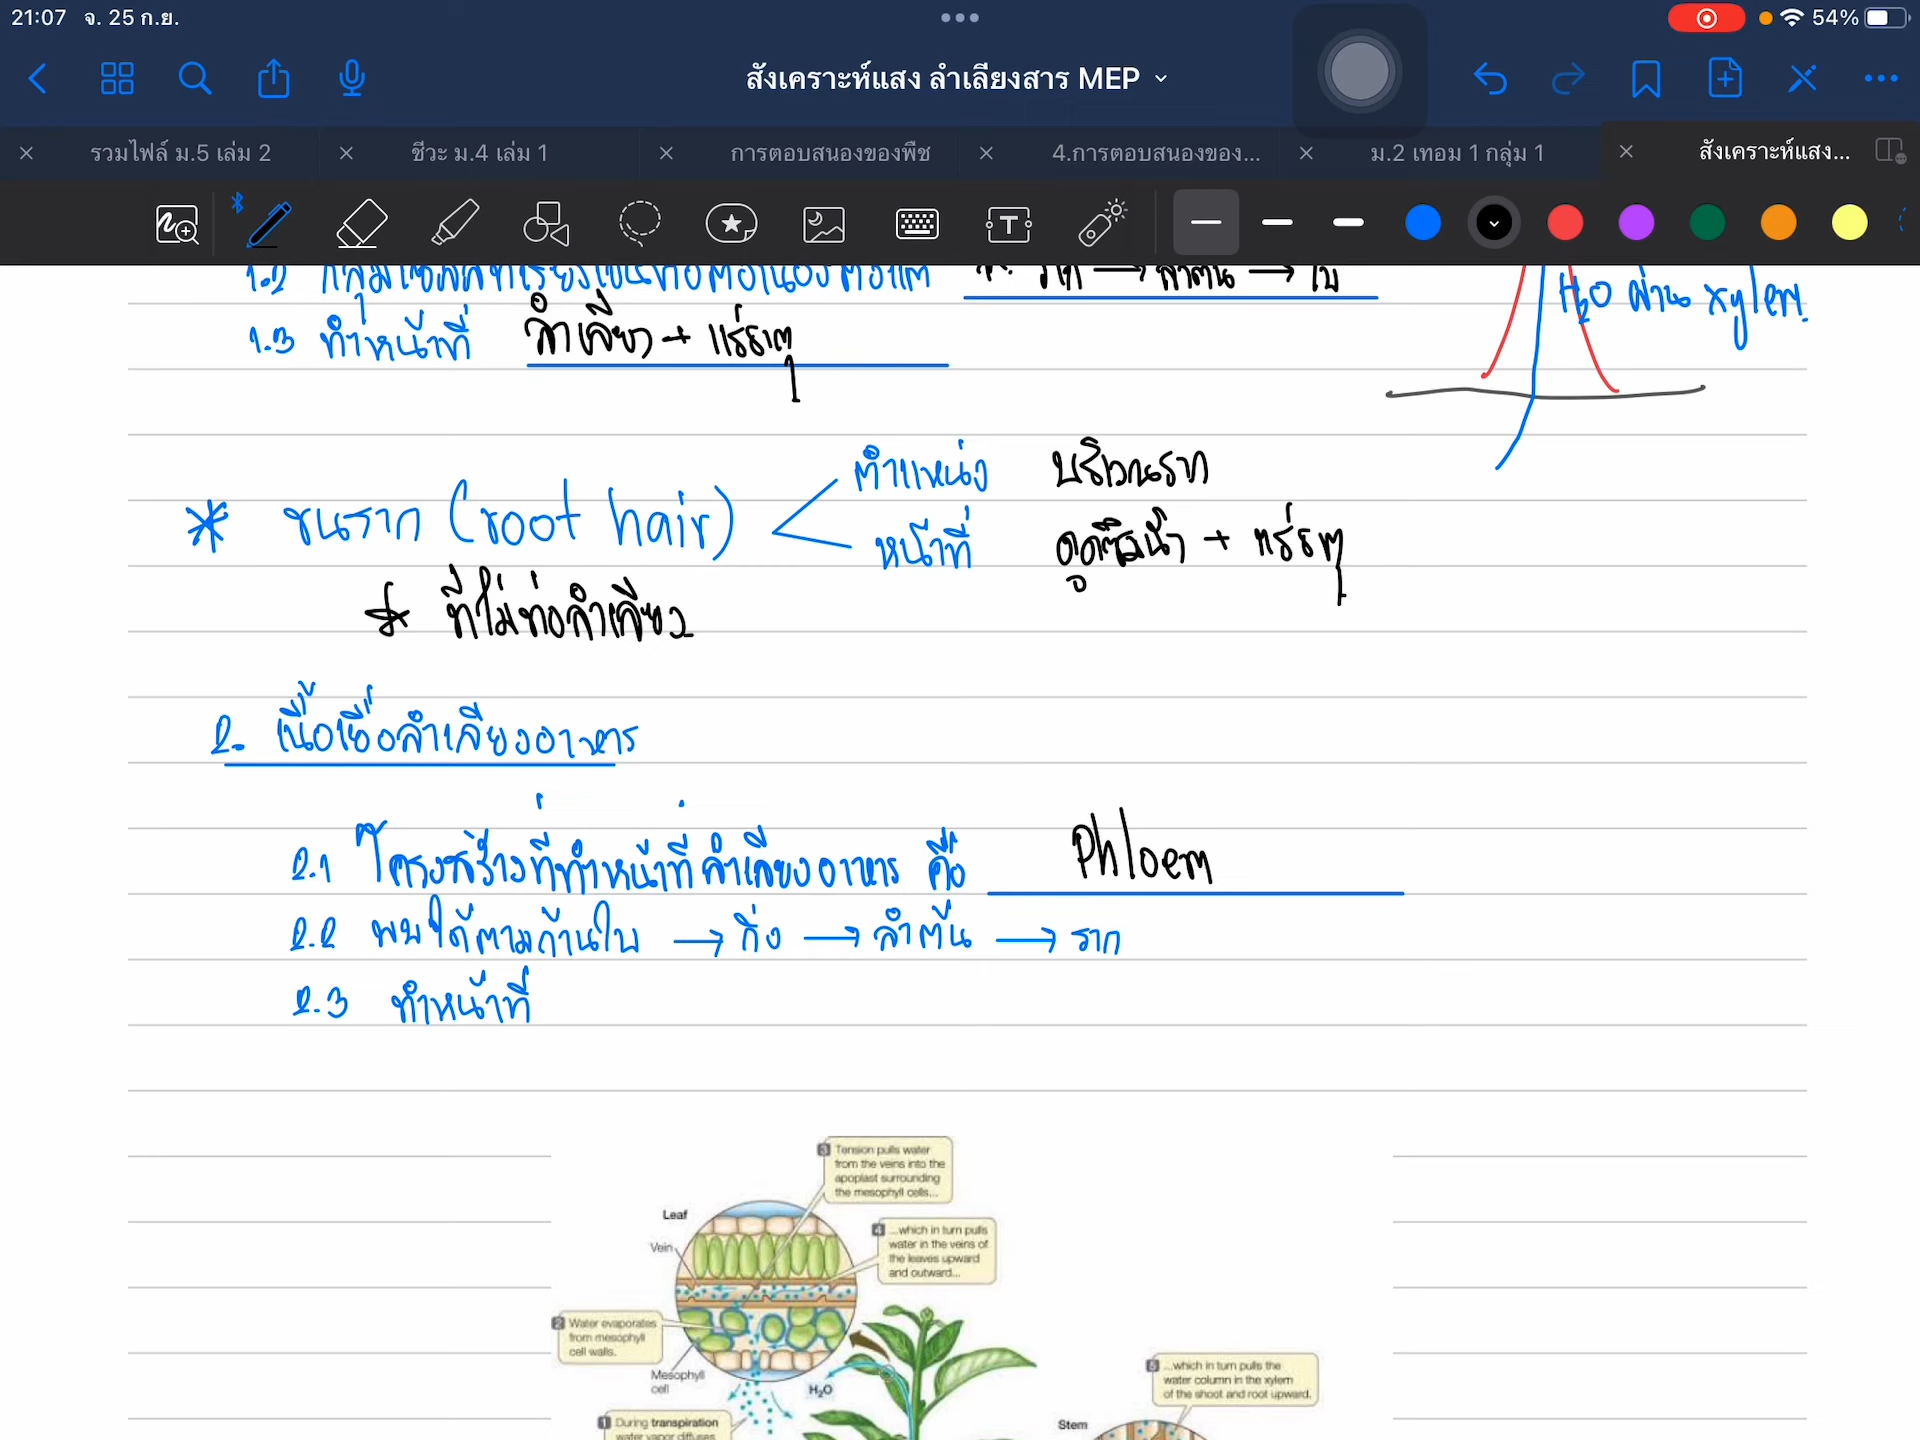 21:07 จ. 25 ก.ย.
54%
สังเคราะห์แสง ลำเลียงสาร MEP
รวมไฟล์ ม.5 เล่ม 2
ชีวะ ม.4 เล่ม 1
การตอบสนองของพืช
4.การตอบสนองของ...
ม.2 เทอม 1 กลุ่ม 1
สังเคราะห์แสง...
H₂O ผ่าน xylem
1.3 ทำหน้าที่ ลำเลียง + แร่ธาตุ
* ขนราก (root hair) ตำแหน่ง บริเวณราก
หน้าที่ ดูดซึมน้ำ + แร่ธาตุ
2. เนื้อเยื่อลำเลียงอาหาร
2.1 โครงสร้างที่ทำหน้าที่ลำเลียงอาหาร คือ Phloem
2.2 พบได้ตามก้านใบ → กิ่ง → ลำต้น → ราก
2.3 ทำหน้าที่
3 Tension pulls water
from the veins into the
apoplast surrounding
the mesophyll cells...
Leaf
Vein
4 ...which in turn pulls
water in the veins of
the leaves upward
and outward...
2 Water evaporates
from mesophyll
cell walls.
Mesophyll
cell
H₂O
5 ...which in turn pulls the
water column in the xylem
of the shoot and root upward.
1 During transpiration
water vapor diffuses
Stem